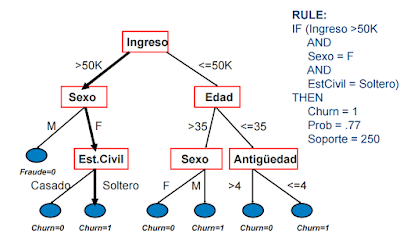 RULE:
IF (Ingreso >50K
AND
Sexo = F
AND
EstCivil = Soltero)
THEN
Churn = 1
Prob = .77
Soporte = 250
Ingreso
>50K
<=50K
Sexo
Edad
M
F
>35
<=35
Est.Civil
Sexo
Antigüedad
Fraude=0
Casado
Soltero
F
M
>4
<=4
Churn=0
Churn=1
Churn=0
Churn=1
Churn=0
Churn=1